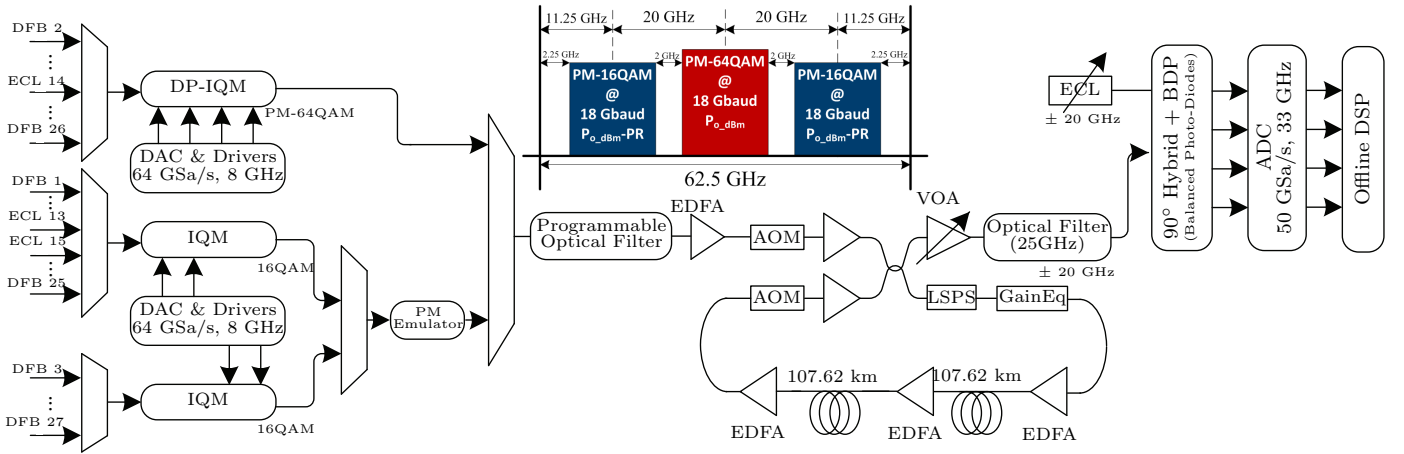 DFB 2
⋮
ECL 14
⋮
DFB 26
DP-IQM
PM-64QAM
DAC & Drivers
64 GSa/s, 8 GHz
DFB 1
⋮
ECL 13
ECL 15
⋮
DFB 25
IQM
16QAM
DAC & Drivers
64 GSa/s, 8 GHz
DFB 3
⋮
DFB 27
IQM
16QAM
PM
Emulator
11.25 GHz
20 GHz
20 GHz
11.25 GHz
2.25 GHz
2 GHz
2 GHz
2.25 GHz
PM-16QAM
@
18 Gbaud
Po_dBm-PR
PM-64QAM
@
18 Gbaud
Po_dBm
PM-16QAM
@
18 Gbaud
Po_dBm-PR
62.5 GHz
Programmable
Optical Filter
EDFA
AOM
AOM
VOA
Optical Filter
(25GHz)
± 20 GHz
LSPS
GainEq
107.62 km
107.62 km
EDFA
EDFA
EDFA
ECL
± 20 GHz
90° Hybrid + BDP
(Balanced Photo-Diodes)
ADC
50 GSa/s, 33 GHz
Offline DSP